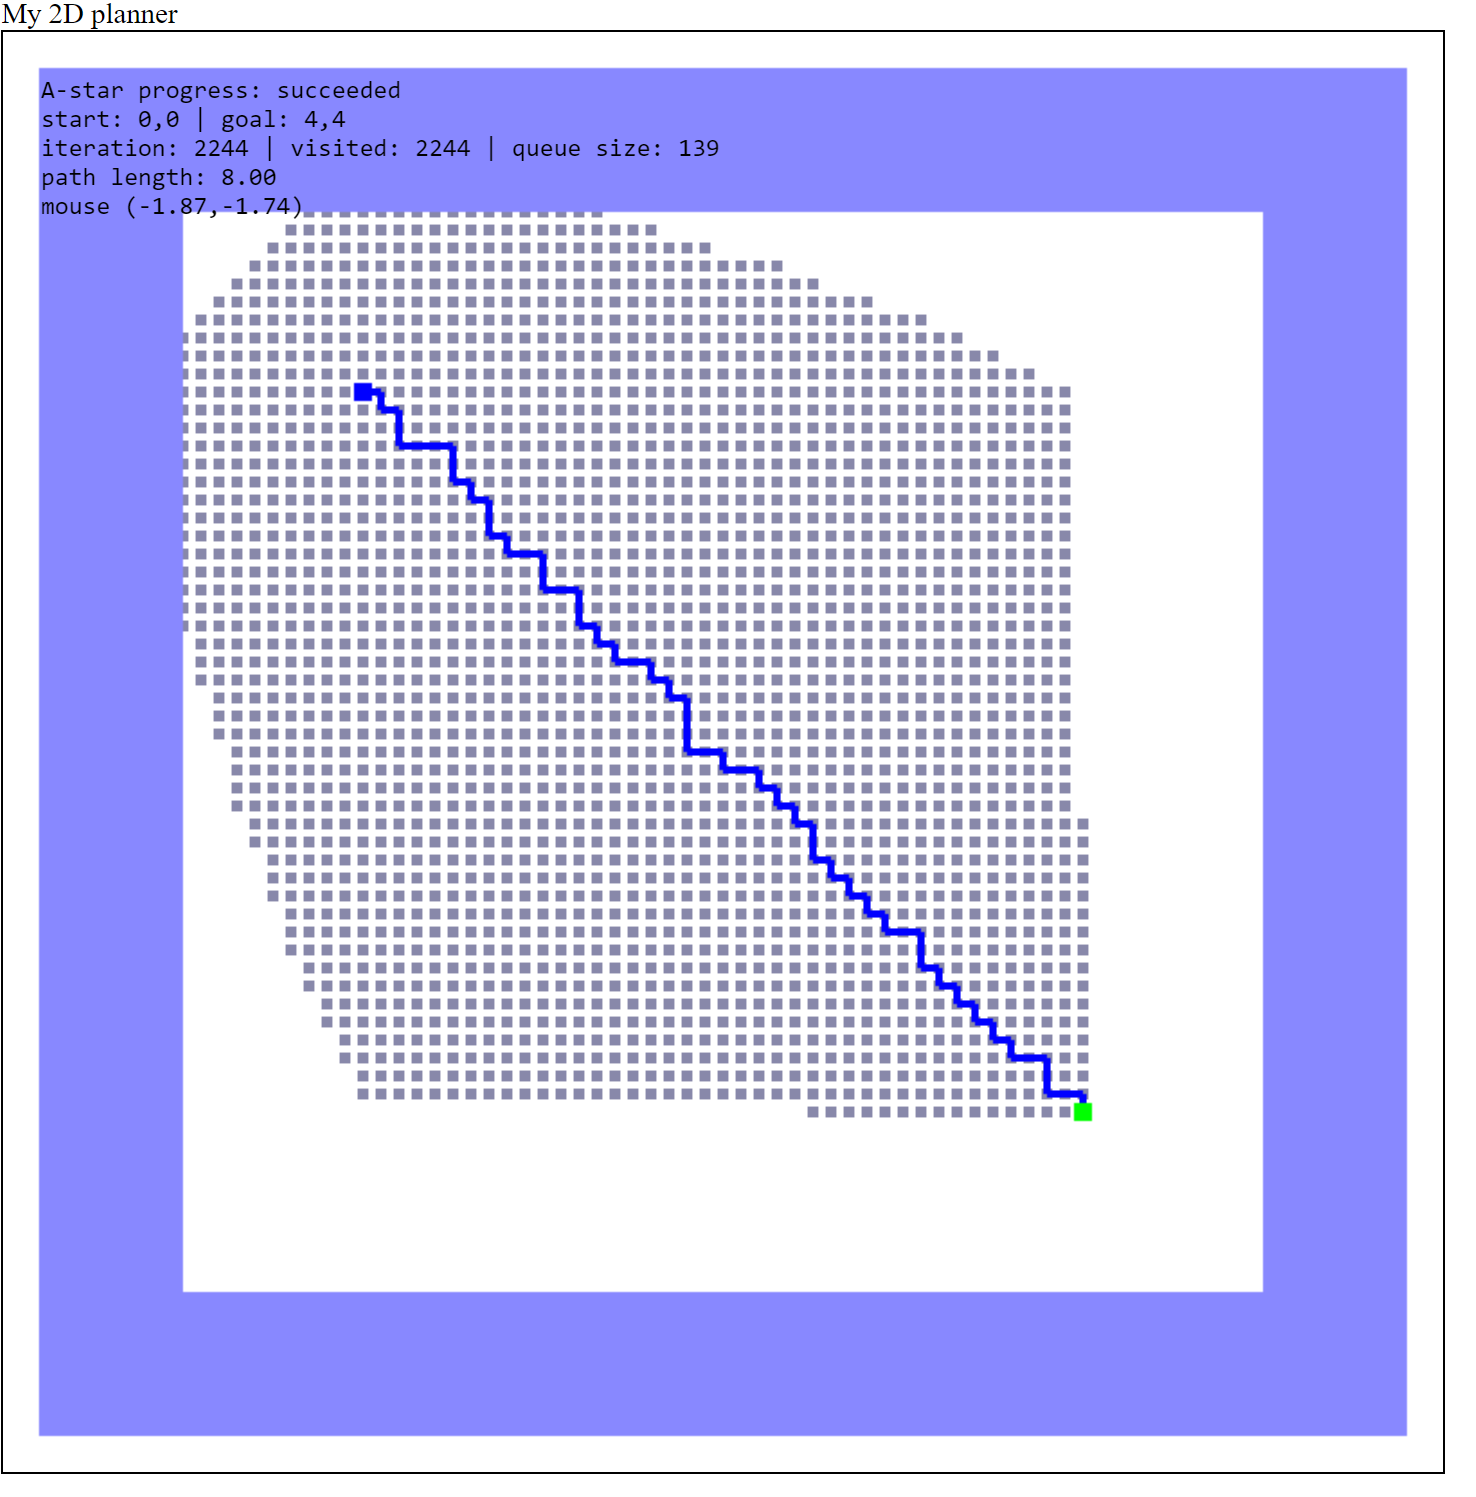 My 2D planner
A-star progress: succeeded
start: 0,0 | goal: 4,4
iteration: 2244 | visited: 2244 | queue size: 139
path length: 8.00
mouse (-1.87,-1.74)